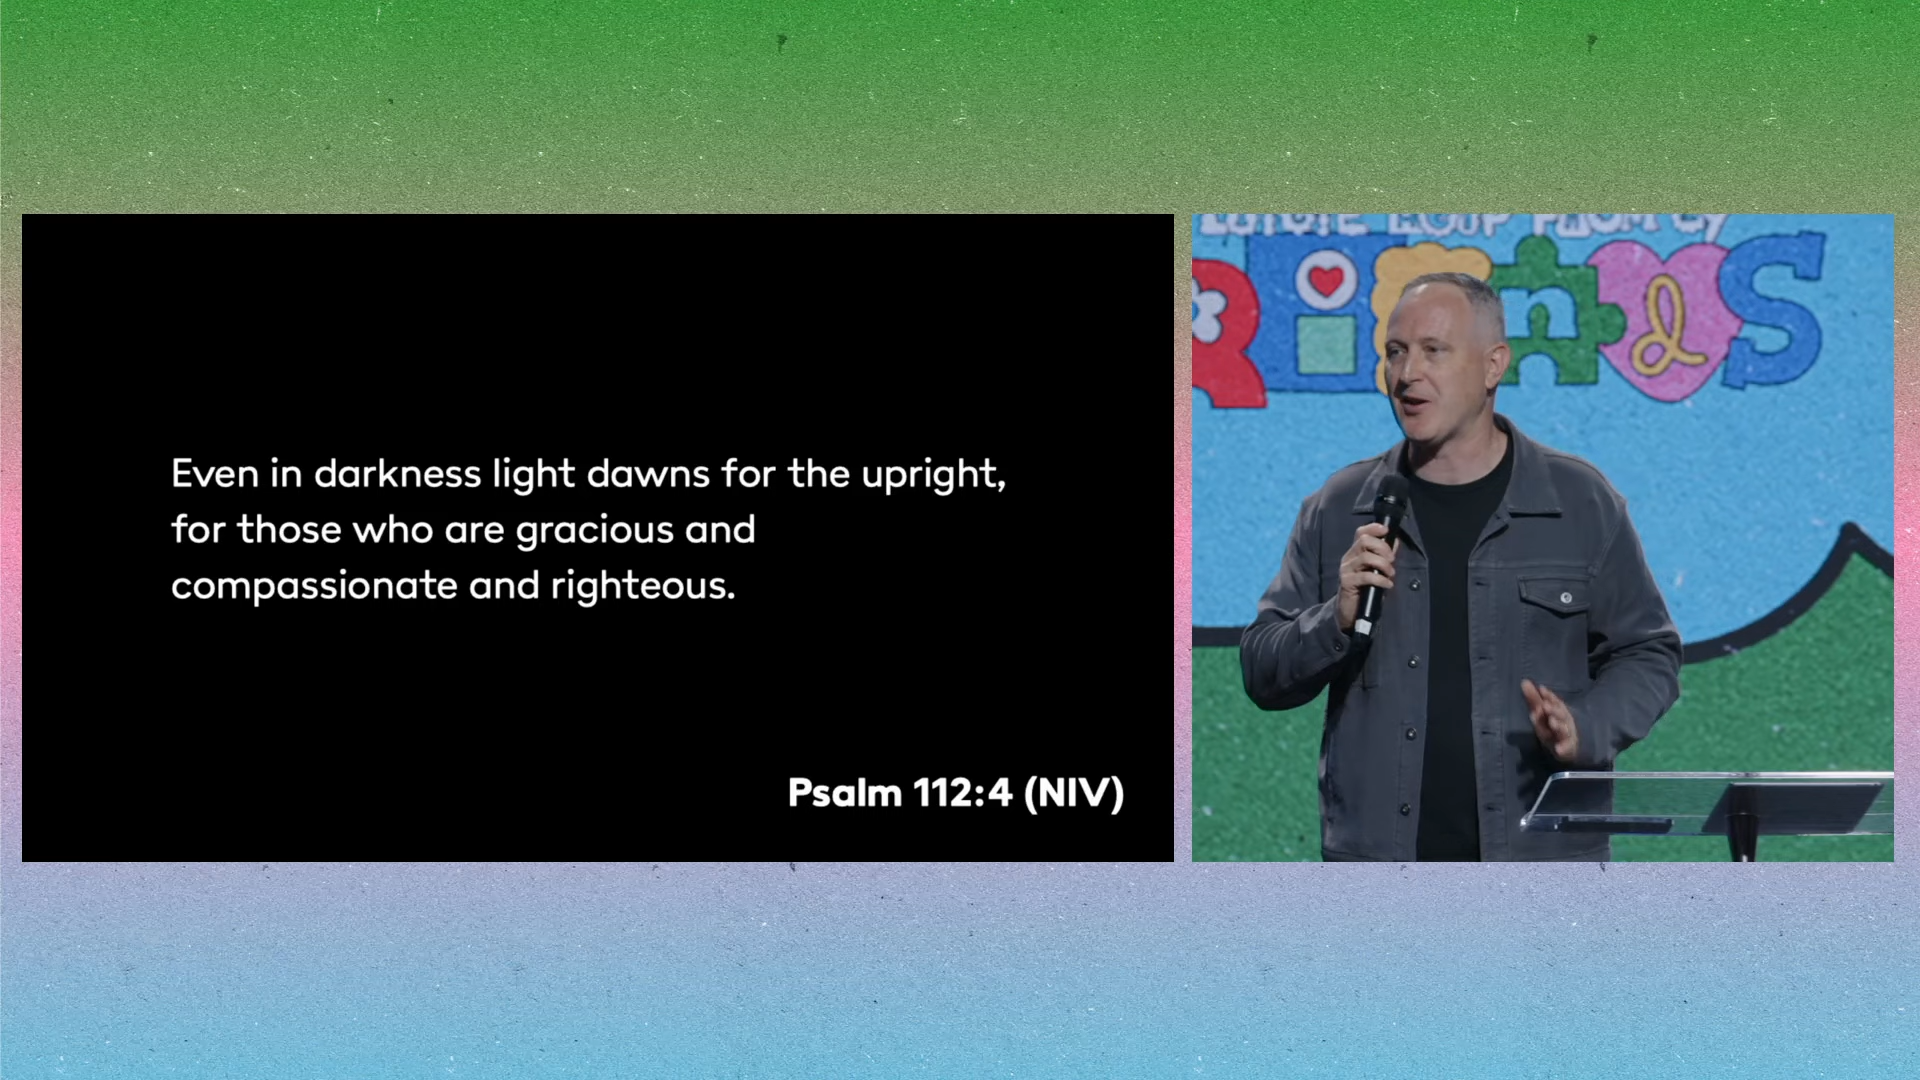 Even in darkness light dawns for the upright,
for those who are gracious and
compassionate and righteous.
Psalm 112:4 (NIV)